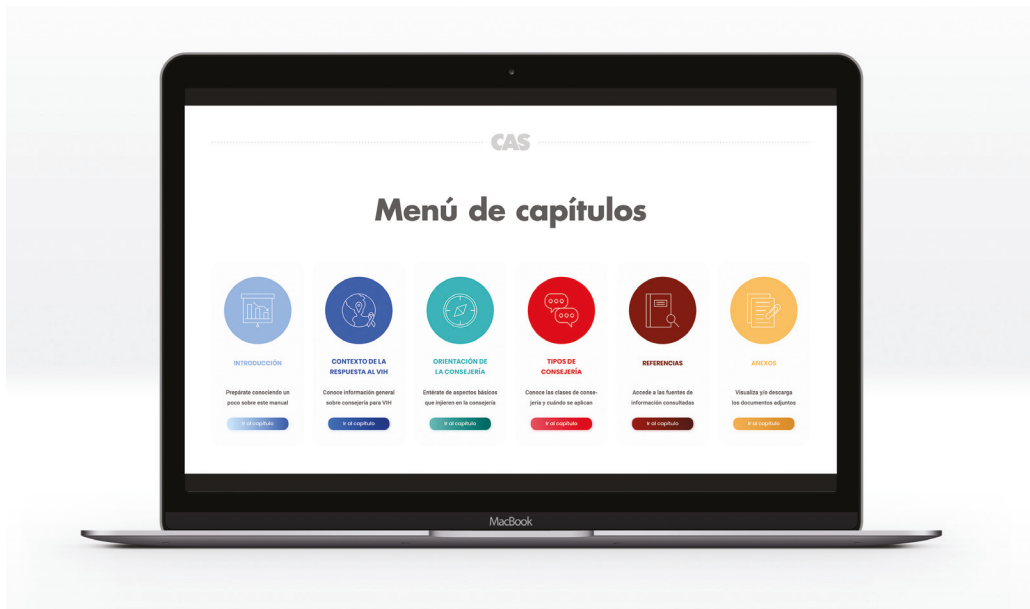 CAS
Menú de capítulos
INTRODUCCIÓN
Prepárate conociendo un
poco sobre este manual
Ir al capítulo
CONTEXTO DE LA
RESPUESTA AL VIH
Conoce información general
sobre consejería para VIH
Ir al capítulo
ORIENTACIÓN DE
LA CONSEJERÍA
Entérate de aspectos básicos
que injieren en la consejería
Ir al capítulo
TIPOS DE
CONSEJERÍA
Conoce las clases de conse-
jería y cuándo se aplican
Ir al capítulo
REFERENCIAS
Accede a las fuentes de
información consultadas
Ir al capítulo
ANEXOS
Visualiza y/o descarga
los documentos adjuntos
Ir al capítulo
MacBook